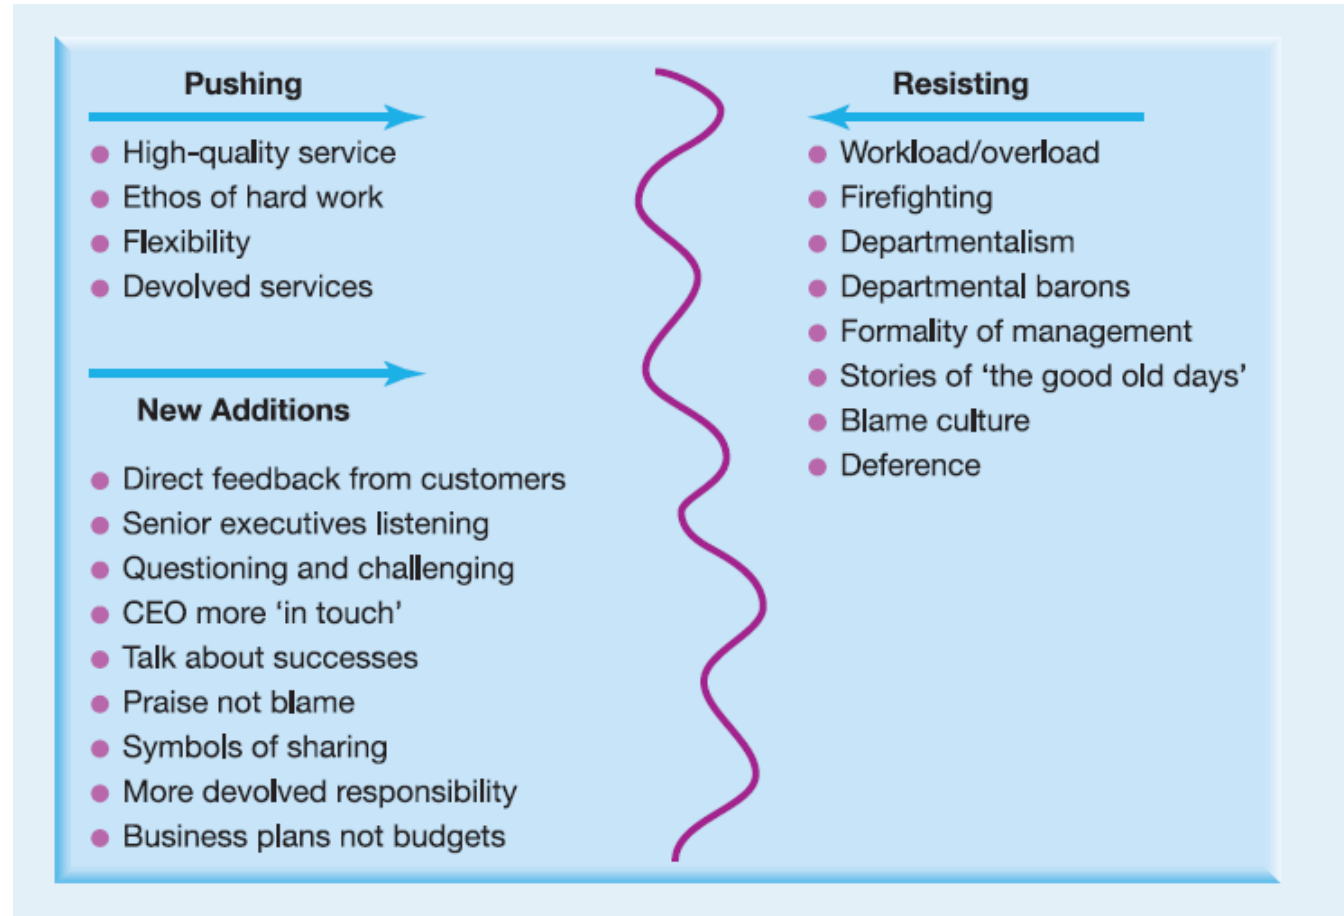 Pushing
High-quality service
Ethos of hard work
Flexibility
Devolved services
New Additions
Direct feedback from customers
Senior executives listening
Questioning and challenging
CEO more ‘in touch’
Talk about successes
Praise not blame
Symbols of sharing
More devolved responsibility
Business plans not budgets
Resisting
Workload/overload
Firefighting
Departmentalism
Departmental barons
Formality of management
Stories of ‘the good old days’
Blame culture
Deference